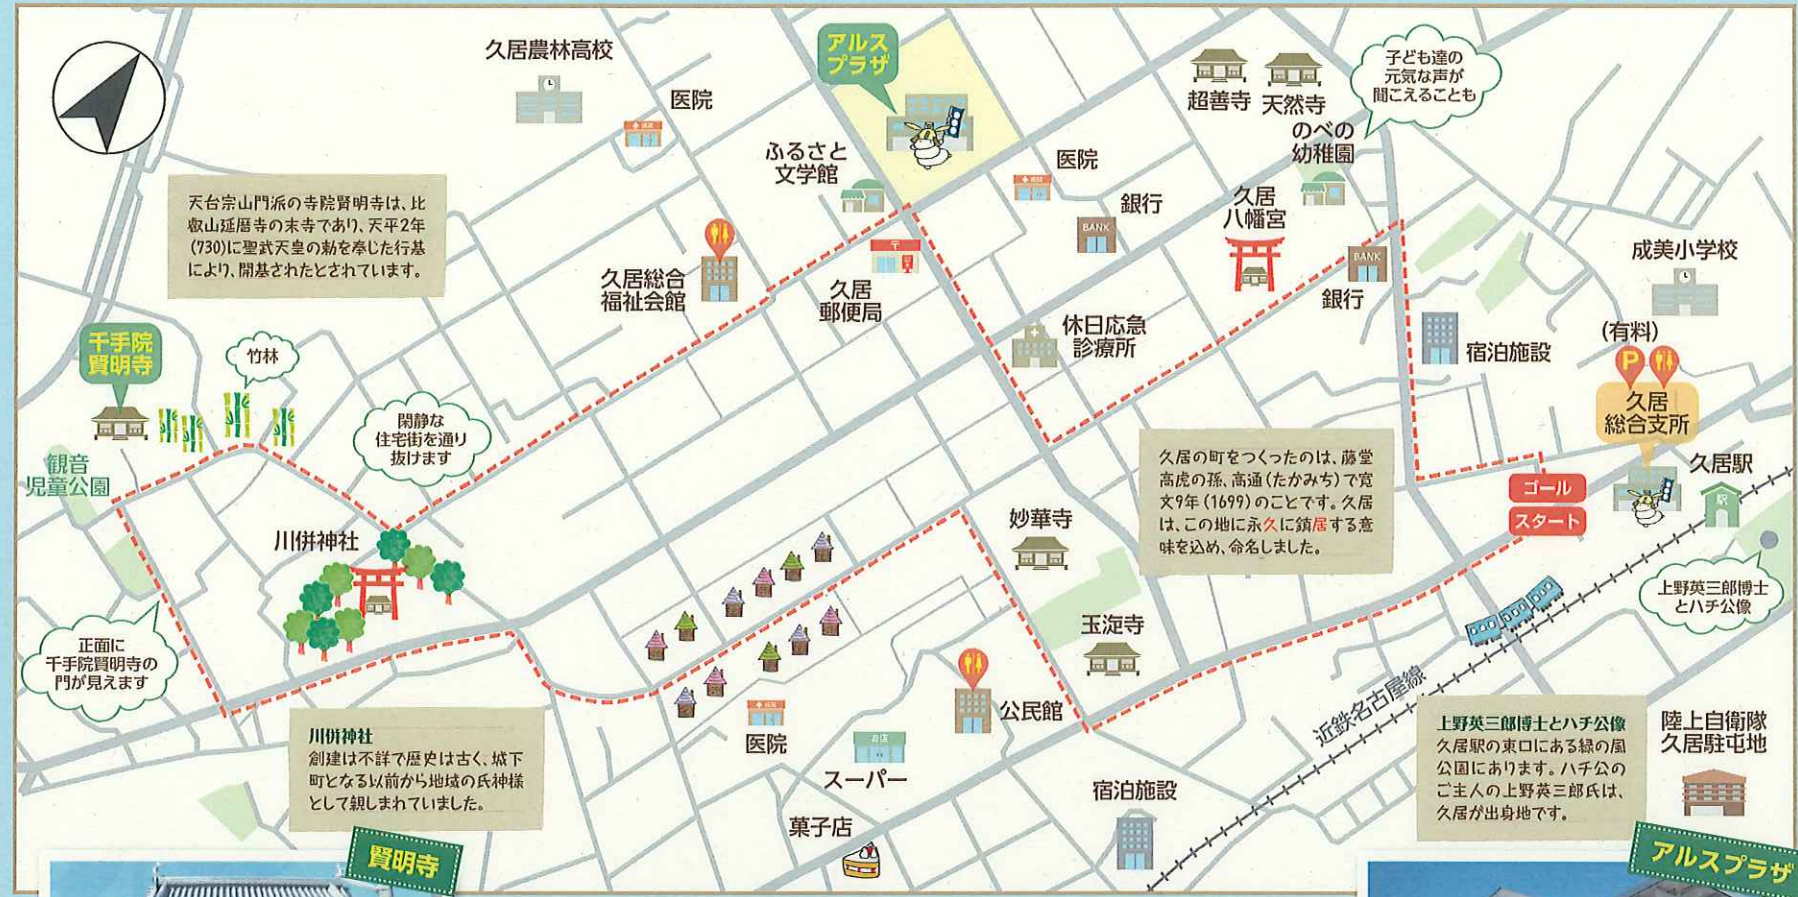 久居農林高校
医院
アルス
プラザ
ふるさと
文学館
医院
銀行
BANK
超善寺
天然寺
子ども達の
元気な声が
聞こえることも
のべの
幼稚園
久居
八幡宮
BANK
銀行
成美小学校
天台宗山門派の寺院賢明寺は、比
叡山延暦寺の末寺であり、天平2年
(730)に聖武天皇の勅を奉じた行基
により、開基されたとされています。
久居総合
福祉会館
久居
郵便局
休日応急
診療所
宿泊施設
(有料)
P
久居
総合支所
久居駅
駅
千手院
賢明寺
竹林
閑静な
住宅街を通り
抜けます
観音
児童公園
川併神社
正面に
千手院賢明寺の
門が見えます
久居の町をつくったのは、藤堂
高虎の孫、高通(たかみち)で寛
文9年(1699)のことです。久居
は、この地に永久に鎮居する意
味を込め、命名しました。
ゴール
スタート
妙華寺
玉泟寺
上野英三郎博士
とハチ公像
近鉄名古屋線
川併神社
創建は不詳で歴史は古く、城下
町となる以前から地域の氏神様
として親しまれていました。
医院
お店
スーパー
公民館
菓子店
宿泊施設
上野英三郎博士とハチ公像
久居駅の東口にある緑の風
公園にあります。ハチ公の
ご主人の上野英三郎氏は、
久居が出身地です。
陸上自衛隊
久居駐屯地
賢明寺
アルスプラザ